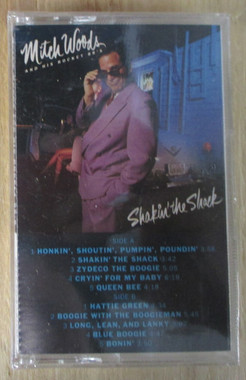 Mitch Woods
AND HIS ROCKET 88's
Shakin' the Shack
SIDE A
1 HONKIN', SHOUTIN', PUMPIN', POUNDIN'
2 SHAKIN' THE SHACK
3 ZYDECO THE BOOGIE
4 CRYIN' FOR MY BABY
5 QUEEN BEE
SIDE B
1 HATTIE GREEN
2 BOOGIE WITH THE BOOGIEMAN
3 LONG, LEAN, AND LANKY
4 BLUE BOOGIE
5 RONIN'